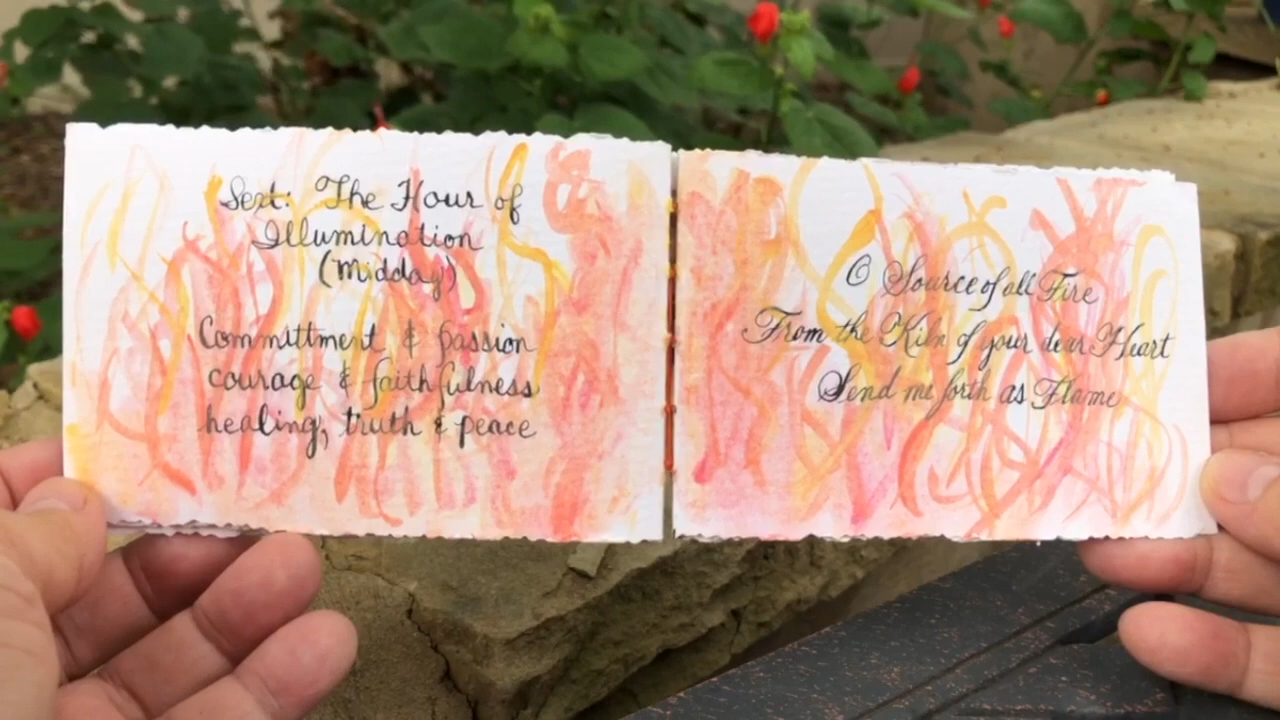 Sext: The Hour of
Illumination
(Midday)
Committment & passion
courage & faithfulness
healing, truth & peace
O Source of all Fire
From the Kiln of your dear Heart
Send me forth as Flame